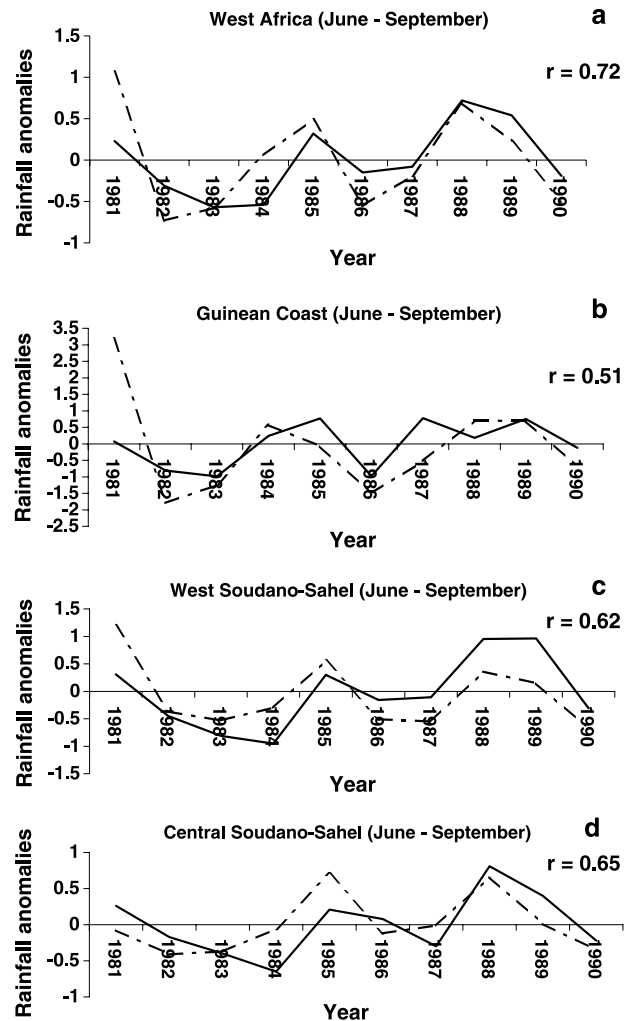 West Africa (June - September) a
1.5
1
0.5
0
-0.5
-1
r = 0.72
Rainfall anomalies
1981 1982 1983 1984 1985 1986 1987 1988 1989 1990
Year
Guinean Coast (June - September) b
3.5
3
2.5
2
1.5
1
0.5
0
-0.5
-1
-1.5
-2
-2.5
r = 0.51
Rainfall anomalies
1981 1982 1983 1984 1985 1986 1987 1988 1989 1990
Year
West Soudano-Sahel (June - September) c
1.5
1
0.5
0
-0.5
-1
-1.5
r = 0.62
Rainfall anomalies
1981 1982 1983 1984 1985 1986 1987 1988 1989 1990
Year
Central Soudano-Sahel (June - September) d
1
0.5
0
-0.5
-1
r = 0.65
Rainfall anomalies
1981 1982 1983 1984 1985 1986 1987 1988 1989 1990
Year